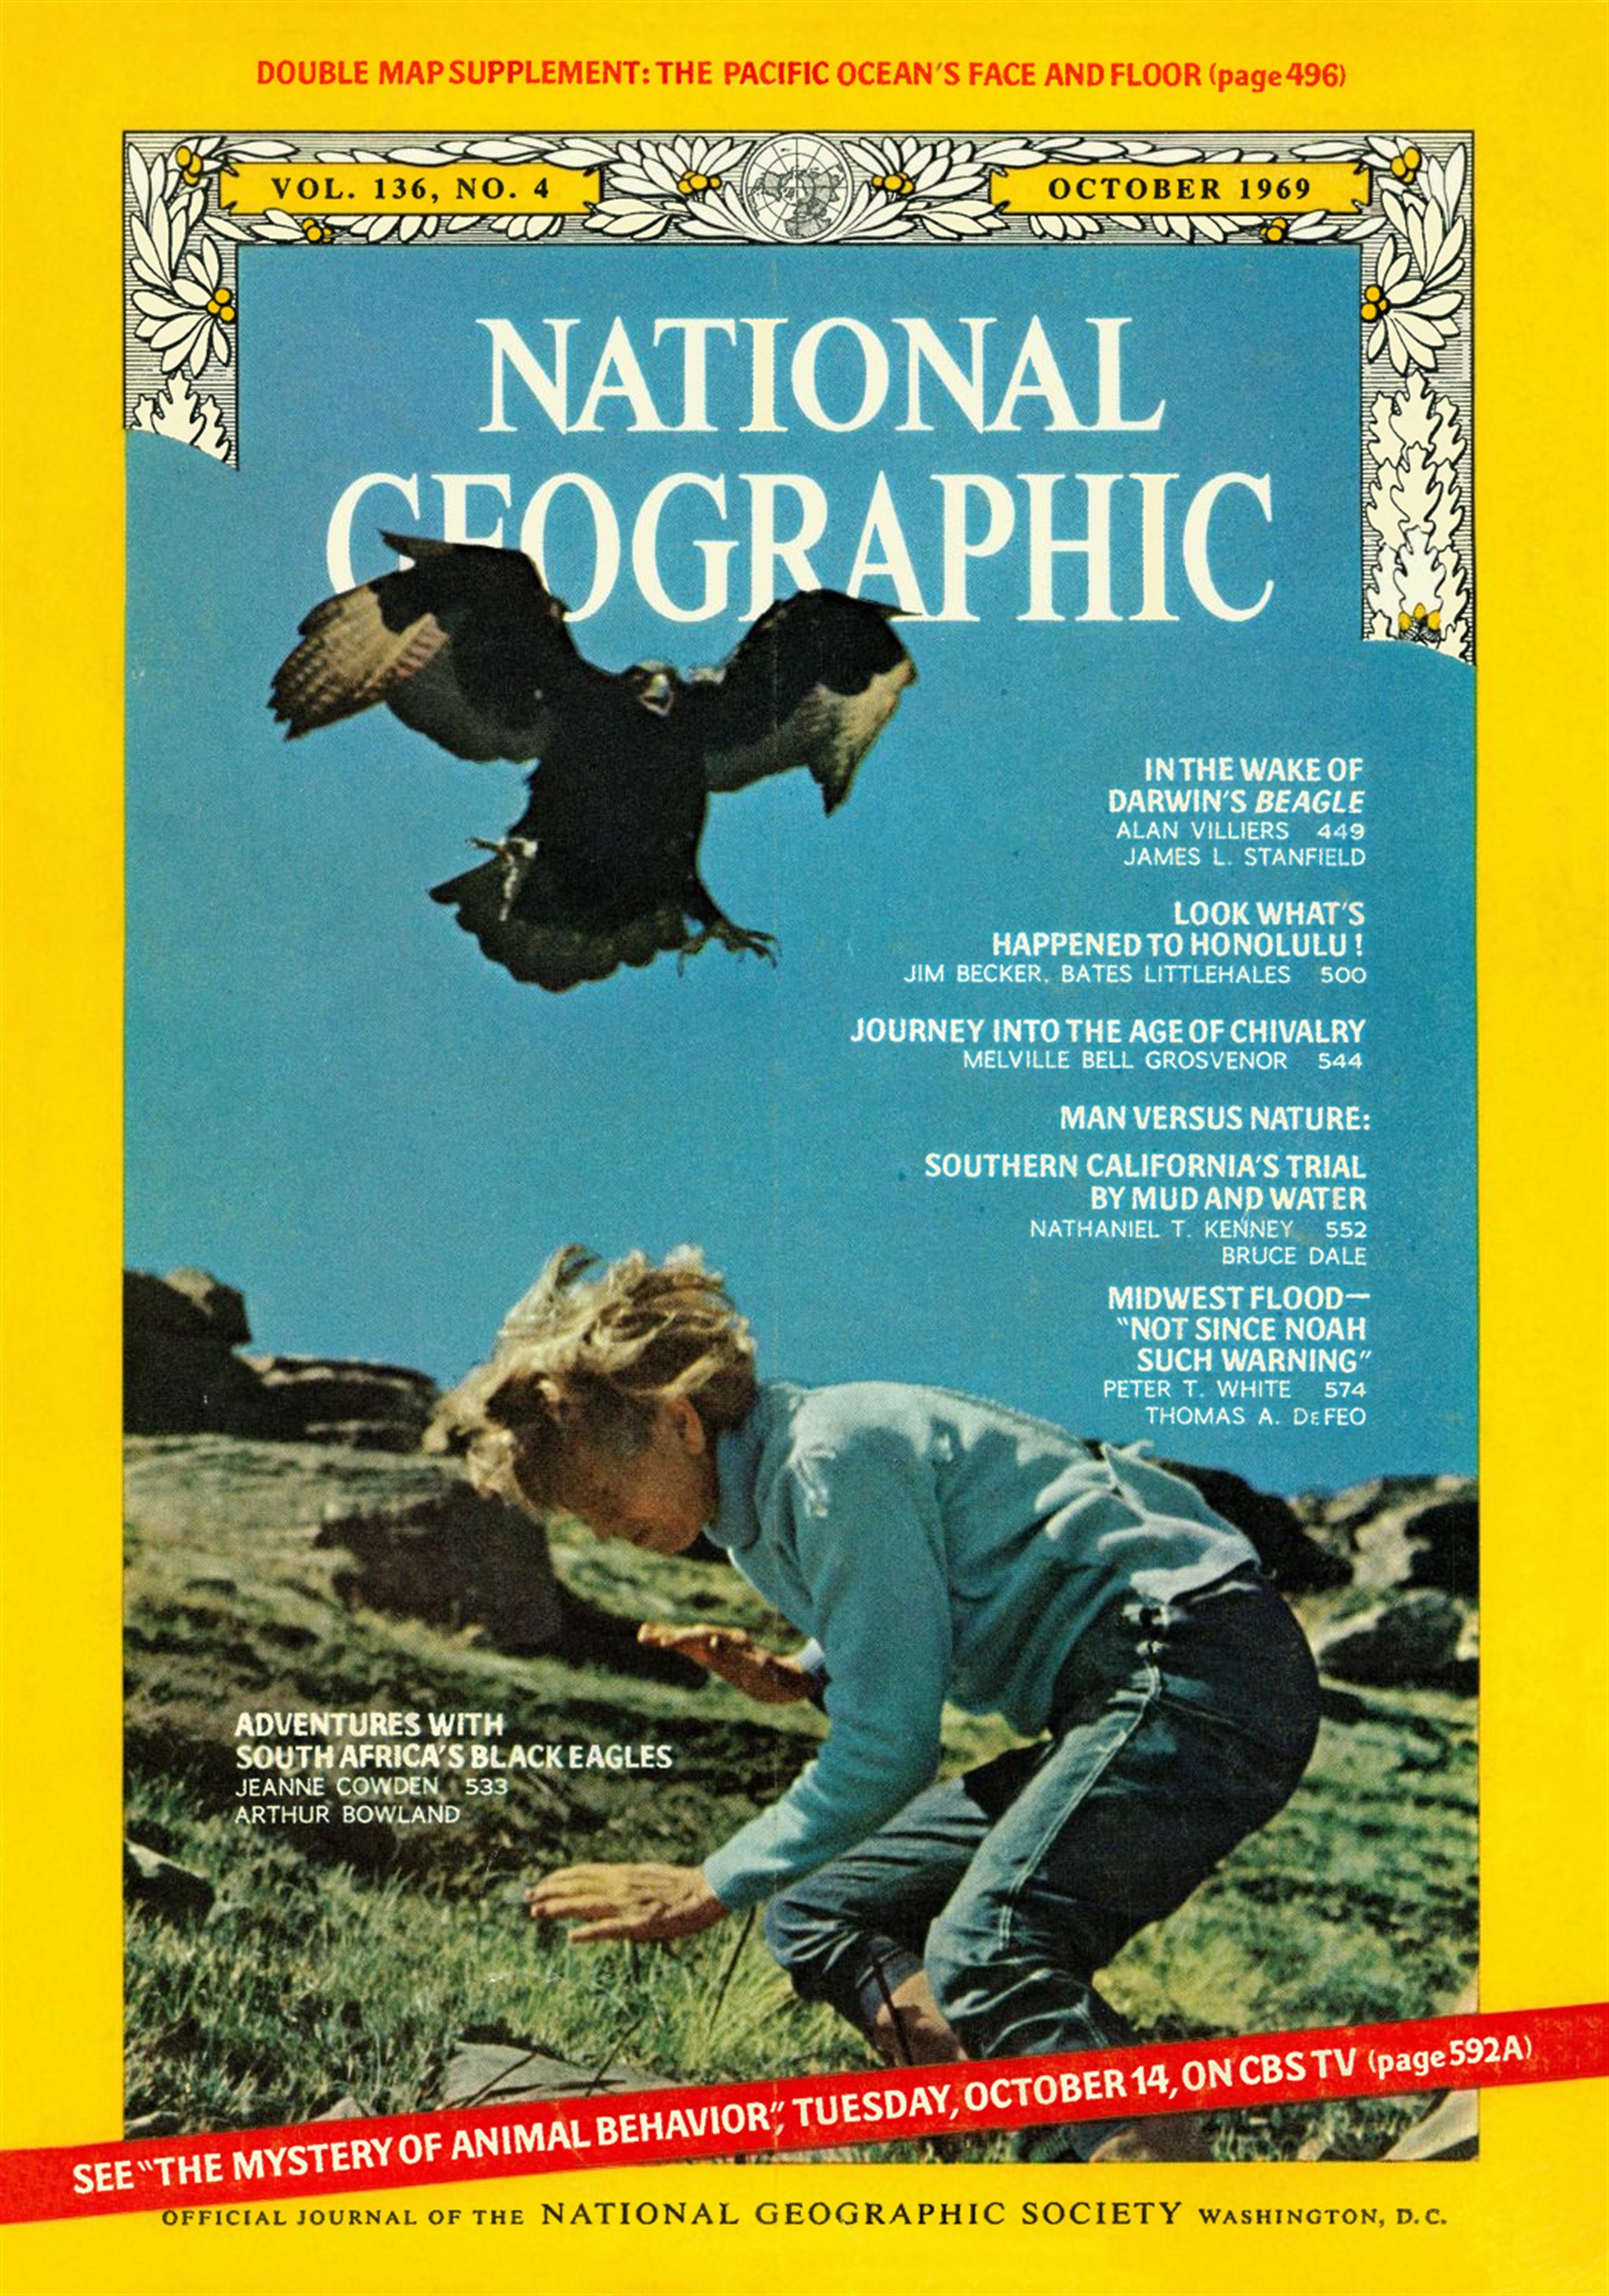 DOUBLE MAP SUPPLEMENT: THE PACIFIC OCEAN'S FACE AND FLOOR (page 496)
VOL. 136, NO. 4
OCTOBER 1969
NATIONAL
GEOGRAPHIC
IN THE WAKE OF
DARWIN'S BEAGLE
ALAN VILLIERS 449
JAMES L. STANFIELD
LOOK WHAT'S
HAPPENED TO HONOLULU!
JIM BECKER, BATES LITTLEHALES 500
JOURNEY INTO THE AGE OF CHIVALRY
MELVILLE BELL GROSVENOR 544
MAN VERSUS NATURE:
SOUTHERN CALIFORNIA'S TRIAL
BY MUD AND WATER
NATHANIEL T. KENNEY 552
BRUCE DALE
MIDWEST FLOOD—
"NOT SINCE NOAH
SUCH WARNING"
PETER T. WHITE 574
THOMAS A. DeFEO
ADVENTURES WITH
SOUTH AFRICA'S BLACK EAGLES
JEANNE COWDEN 533
ARTHUR BOWLAND
SEE "THE MYSTERY OF ANIMAL BEHAVIOR", TUESDAY, OCTOBER 14, ON CBS TV (page 592A)
OFFICIAL JOURNAL OF THE NATIONAL GEOGRAPHIC SOCIETY WASHINGTON, D.C.